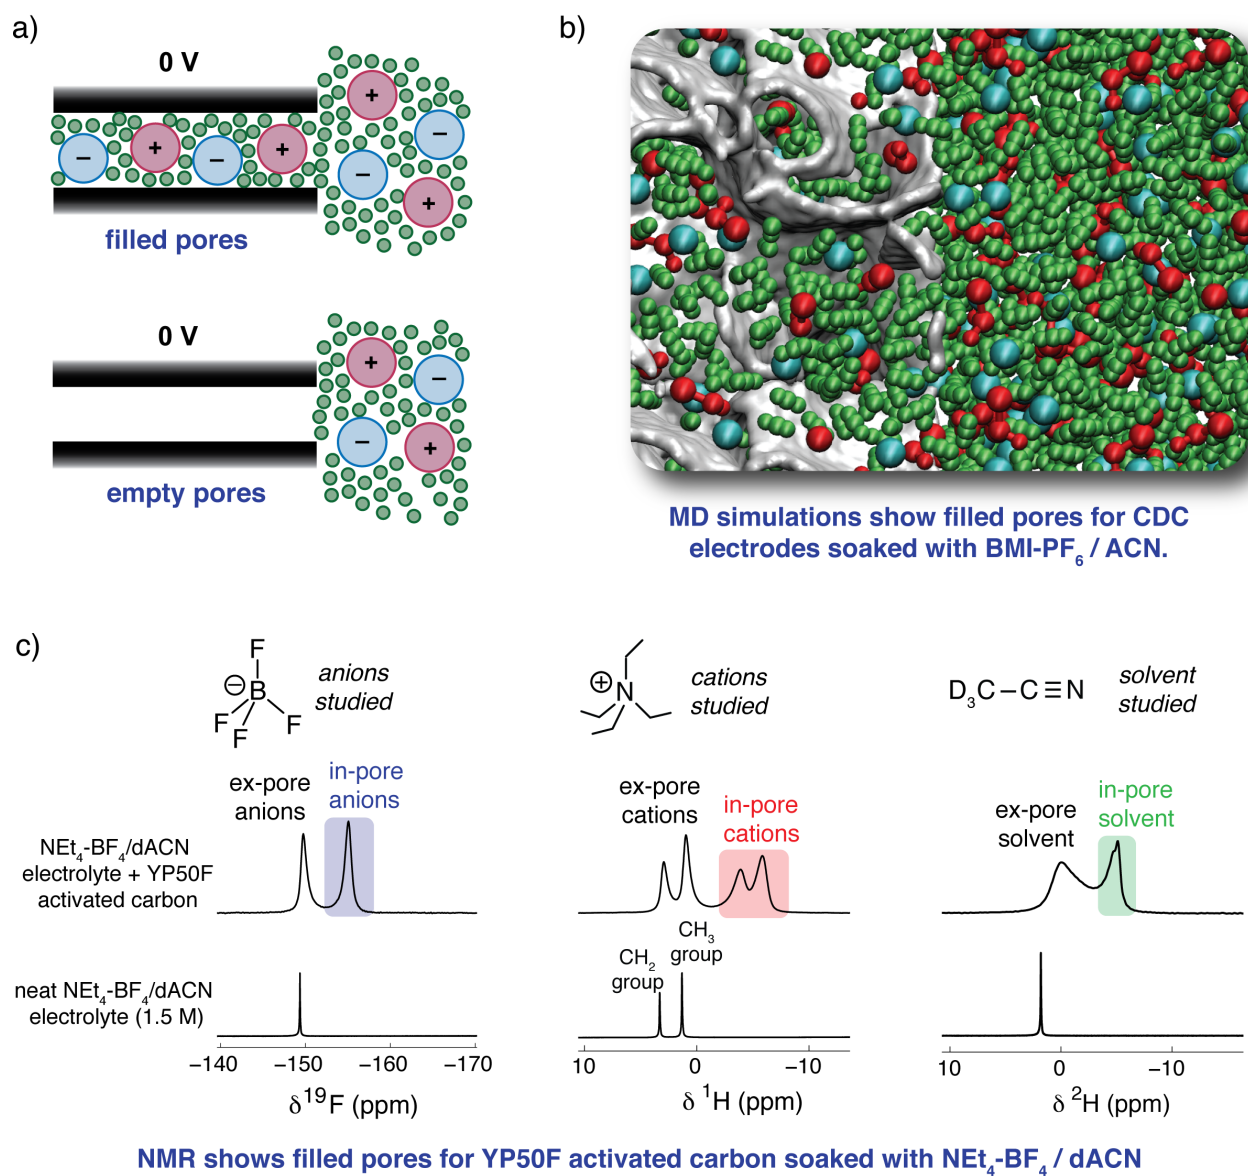 a)
0 V
− + − +
+ − − +
filled pores
0 V
+ − − +
empty pores
b)
MD simulations show filled pores for CDC
electrodes soaked with BMI-PF₆ / ACN.
c)
F
⊖
B
F
F
F
anions
studied
⊕
N
cations
studied
D₃C−C≡N
solvent
studied
ex-pore
anions
in-pore
anions
ex-pore
cations
in-pore
cations
ex-pore
solvent
in-pore
solvent
NEt₄-BF₄/dACN
electrolyte + YP50F
activated carbon
CH₂
group
CH₃
group
neat NEt₄-BF₄/dACN
electrolyte (1.5 M)
−140 −150 −160 −170
δ ¹⁹F (ppm)
10 0 −10
δ ¹H (ppm)
10 0 −10
δ ²H (ppm)
NMR shows filled pores for YP50F activated carbon soaked with NEt₄-BF₄ / dACN